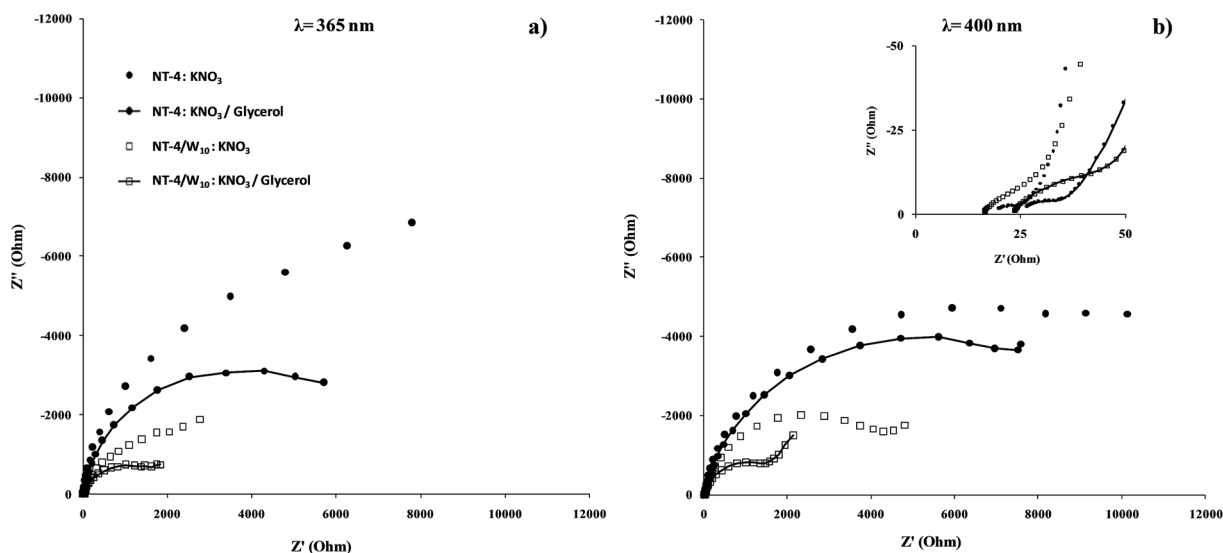 λ= 365 nm
a)
-12000
-10000
-8000
-6000
-4000
-2000
0
Z'' (Ohm)
NT-4: KNO₃
NT-4: KNO₃/ Glycerol
NT-4/W₁₀: KNO₃
NT-4/W₁₀: KNO₃/ Glycerol
0 2000 4000 6000 8000 10000 12000
Z' (Ohm)
λ= 400 nm
b)
-12000
-10000
-8000
-6000
-4000
-2000
0
Z'' (Ohm)
-50
-25
0
Z'' (Ohm)
0 25 50
Z' (Ohm)
0 2000 4000 6000 8000 10000 12000
Z' (Ohm)